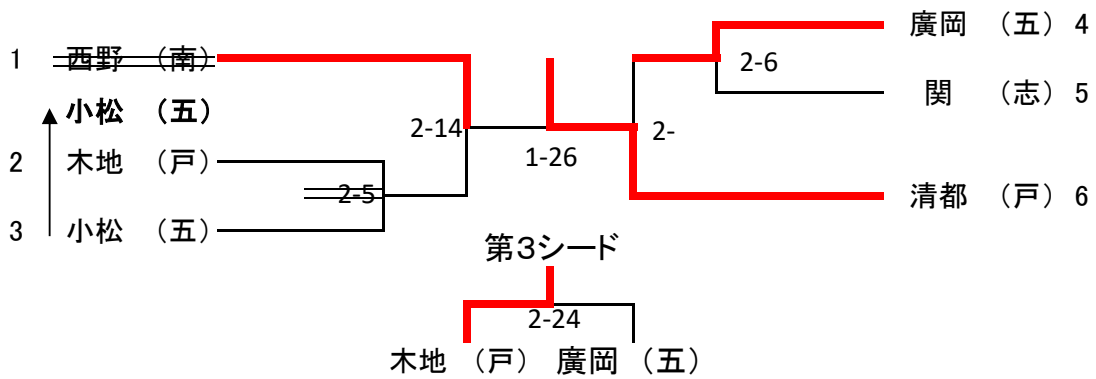 1 西野 （南）
小松 （五）
2 木地 （戸）
3 小松 （五）
2-14
2-5
1-26
廣岡 （五） 4
2-6
関 （志） 5
2-
清都 （戸） 6
第3シード
2-24
木地 （戸） 廣岡 （五）